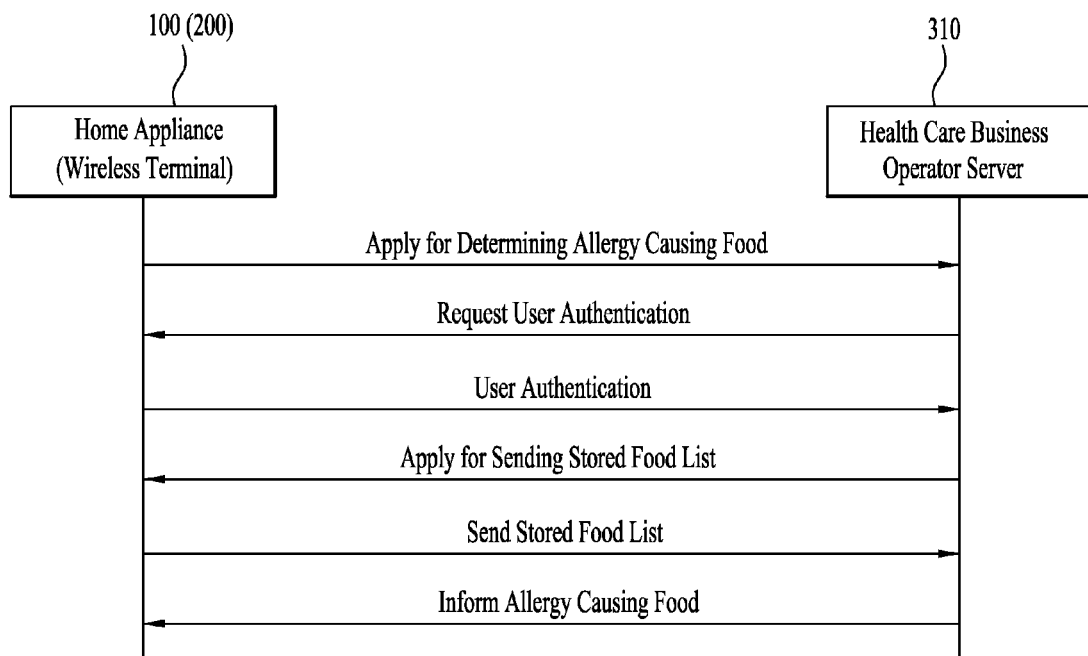 100 (200)
310
Home Appliance
(Wireless Terminal)
Health Care Business
Operator Server
Apply for Determining Allergy Causing Food
Request User Authentication
User Authentication
Apply for Sending Stored Food List
Send Stored Food List
Inform Allergy Causing Food